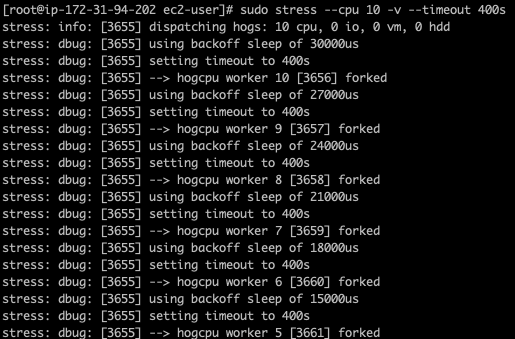 [root@ip-172-31-94-202 ec2-user]# sudo stress --cpu 10 -v --timeout 400s
stress: info: [3655] dispatching hogs: 10 cpu, 0 io, 0 vm, 0 hdd
stress: dbug: [3655] using backoff sleep of 30000us
stress: dbug: [3655] setting timeout to 400s
stress: dbug: [3655] --> hogcpu worker 10 [3656] forked
stress: dbug: [3655] using backoff sleep of 27000us
stress: dbug: [3655] setting timeout to 400s
stress: dbug: [3655] --> hogcpu worker 9 [3657] forked
stress: dbug: [3655] using backoff sleep of 24000us
stress: dbug: [3655] setting timeout to 400s
stress: dbug: [3655] --> hogcpu worker 8 [3658] forked
stress: dbug: [3655] using backoff sleep of 21000us
stress: dbug: [3655] setting timeout to 400s
stress: dbug: [3655] --> hogcpu worker 7 [3659] forked
stress: dbug: [3655] using backoff sleep of 18000us
stress: dbug: [3655] setting timeout to 400s
stress: dbug: [3655] --> hogcpu worker 6 [3660] forked
stress: dbug: [3655] using backoff sleep of 15000us
stress: dbug: [3655] setting timeout to 400s
stress: dbug: [3655] --> hogcpu worker 5 [3661] forked